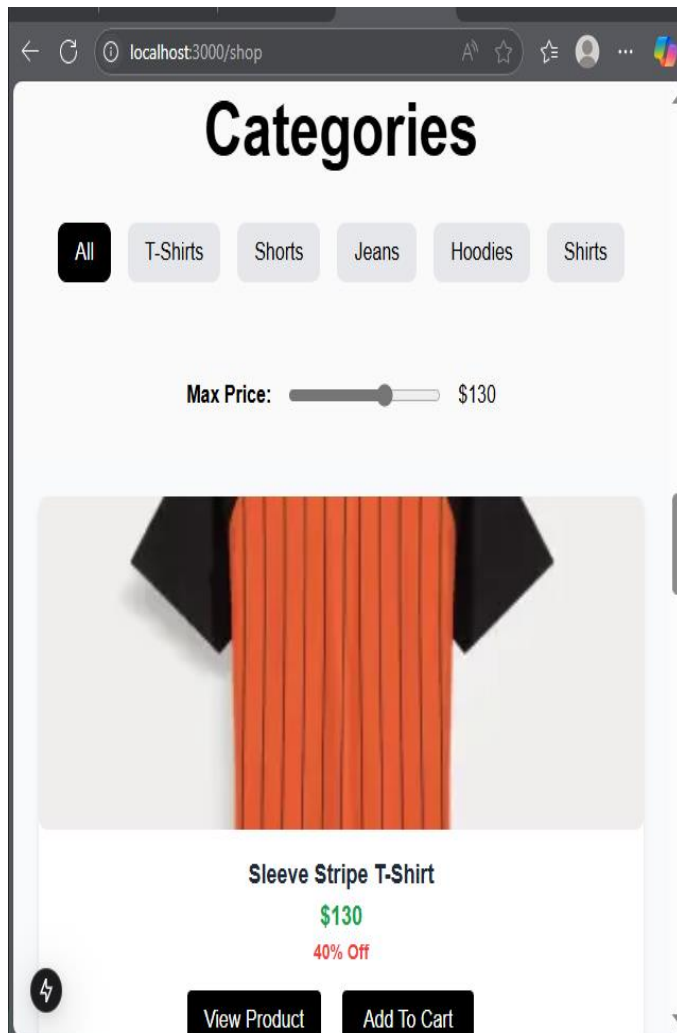 localhost:3000/shop
Categories
All T-Shirts Shorts Jeans Hoodies Shirts
Max Price: $130
Sleeve Stripe T-Shirt
$130
40% Off
View Product Add To Cart